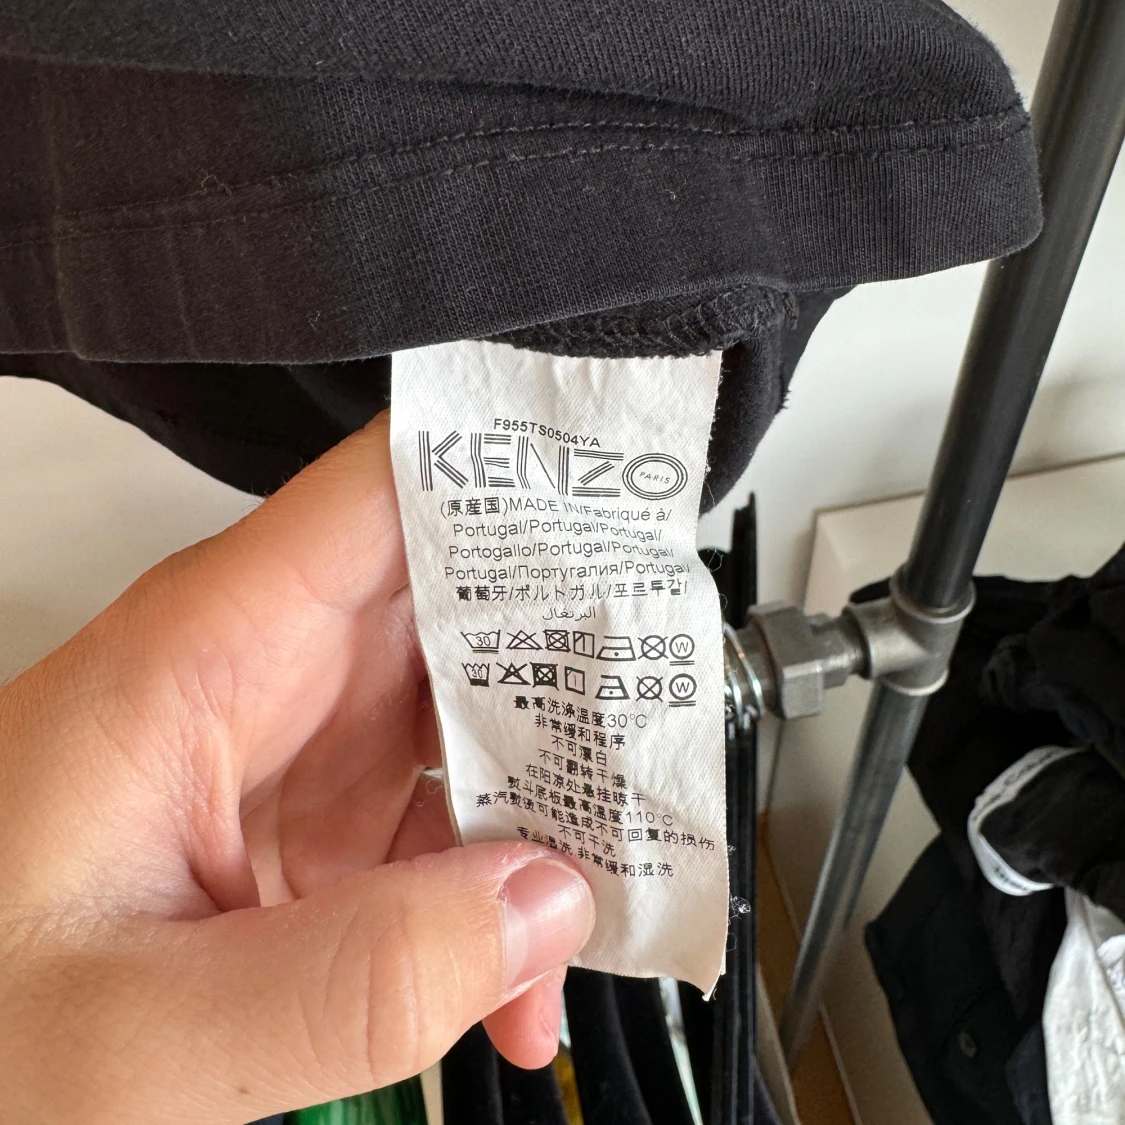 F955TS0504YA
KENZO
PARIS
(原産国)MADE IN/Fabriqué à/
Portugal/Portugal/Portugal/
Portogallo/Portugal/Portugal/
Portugal/Португалия/Portugal/
葡萄牙/ポルトガル/포르투갈/
البرتغال
30 W
30 W
最高洗涤温度30°C
非常缓和程序
不可漂白
不可翻转干燥
在阳凉处悬挂晾干
熨斗底板最高温度110°C
蒸汽熨烫可能造成不可回复的损伤
不可干洗
专业湿洗 非常缓和湿洗